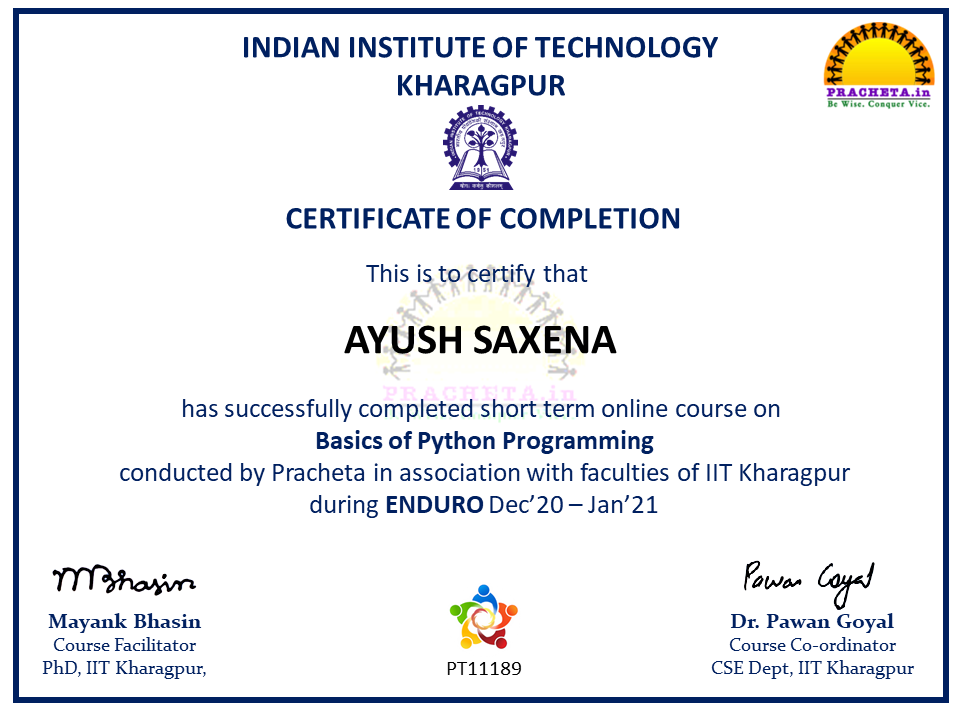 INDIAN INSTITUTE OF TECHNOLOGY
KHARAGPUR
PRACHETA.in
Be Wise. Conquer Vice.
1951
CERTIFICATE OF COMPLETION
This is to certify that
AYUSH SAXENA
PRACHETA.in
has successfully completed short term online course on
Basics of Python Programming
conducted by Pracheta in association with faculties of IIT Kharagpur
during ENDURO Dec’20 – Jan’21
MBhasin
Pawan Goyal
Mayank Bhasin
Course Facilitator
PhD, IIT Kharagpur,
PT11189
Dr. Pawan Goyal
Course Co-ordinator
CSE Dept, IIT Kharagpur